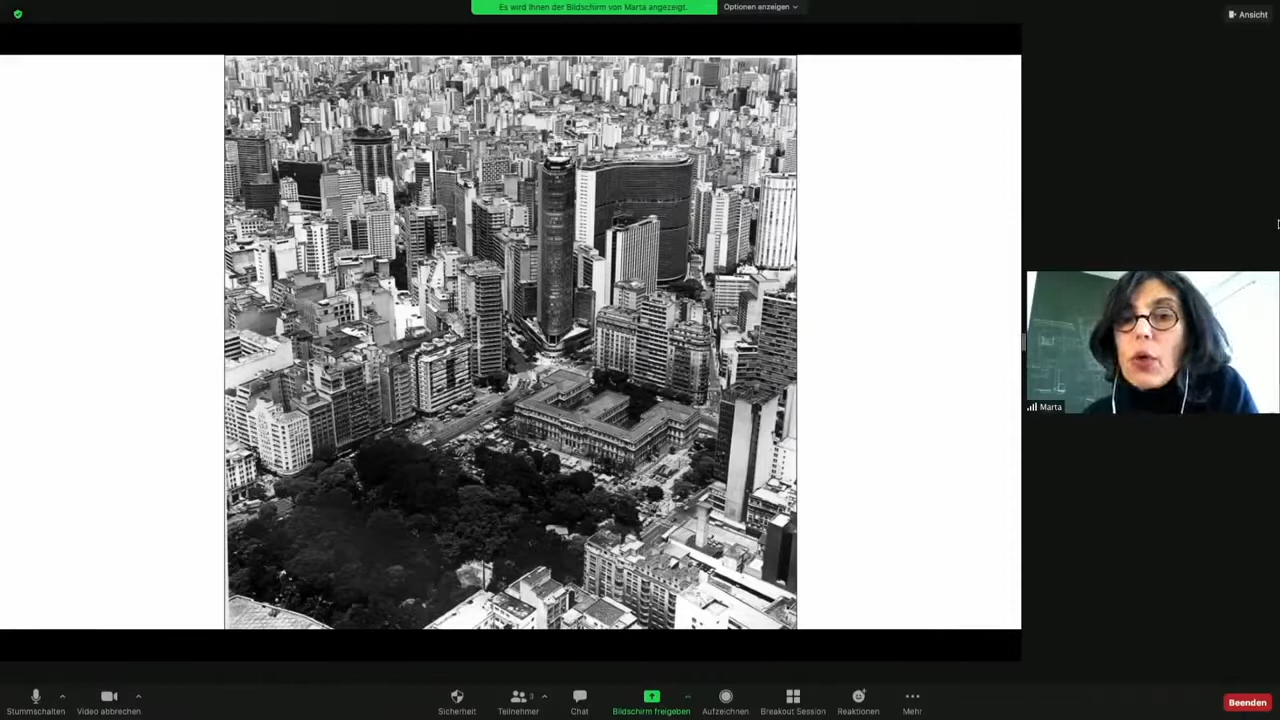 Es wird Ihnen der Bildschirm von Marta angezeigt.
Optionen anzeigen
Ansicht
Marta
Stummschalten
Video abbrechen
Sicherheit
Teilnehmer
3
Chat
Bildschirm freigeben
Aufzeichnen
Breakout Session
Reaktionen
Mehr
Beenden